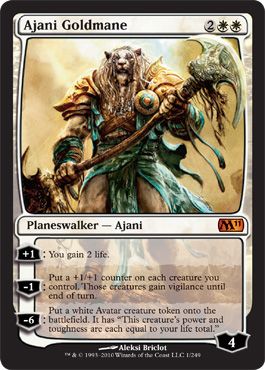 Ajani Goldmane 2
Planeswalker — Ajani M11
+1: You gain 2 life.
-1: Put a +1/+1 counter on each creature you
control. Those creatures gain vigilance until
end of turn.
-6: Put a white Avatar creature token onto the
battlefield. It has “This creature's power and
toughness are each equal to your life total.”
4
Aleksi Briclot
™ & © 1993–2010 Wizards of the Coast LLC 1/249